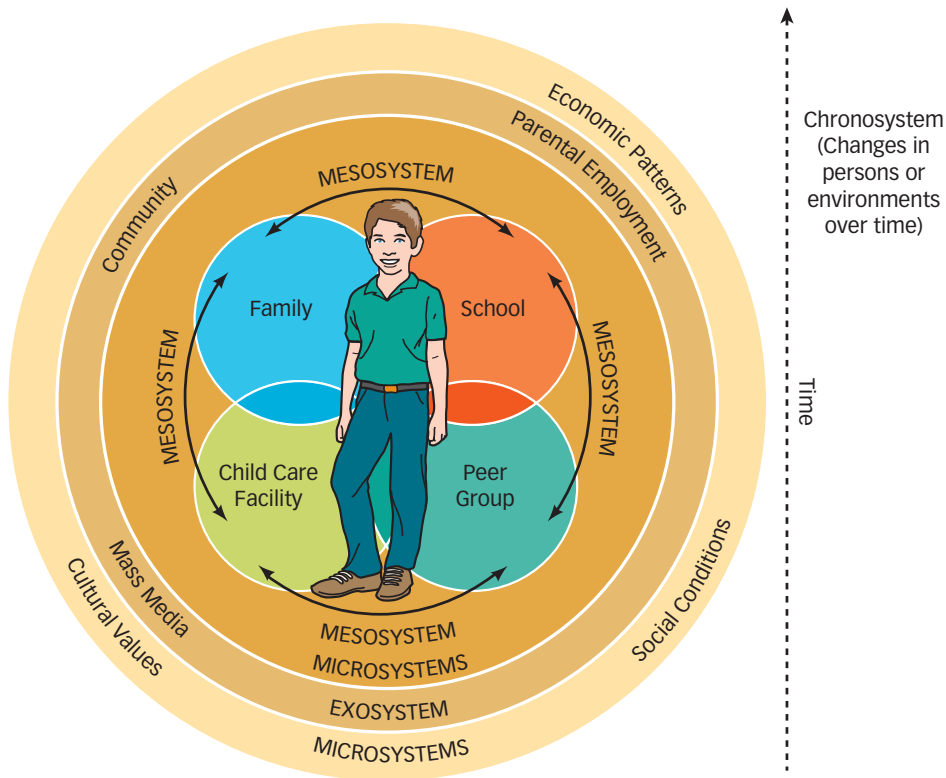 Economic Patterns
Parental Employment
Community
MESOSYSTEM
Chronosystem
(Changes in
persons or
environments
over time)
Family
School
MESOSYSTEM
MESOSYSTEM
Time
Child Care
Facility
Peer
Group
Mass Media
Cultural Values
Social Conditions
MESOSYSTEM
MICROSYSTEMS
EXOSYSTEM
MICROSYSTEMS